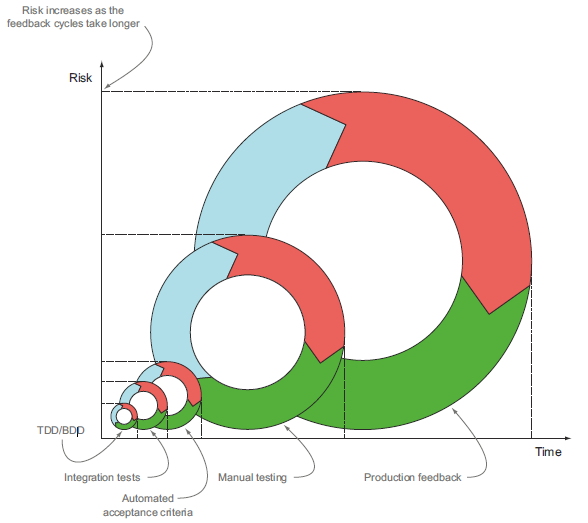 Risk increases as the
feedback cycles take longer
Risk
TDD/BDD
Time
Integration tests
Manual testing
Production feedback
Automated
acceptance criteria